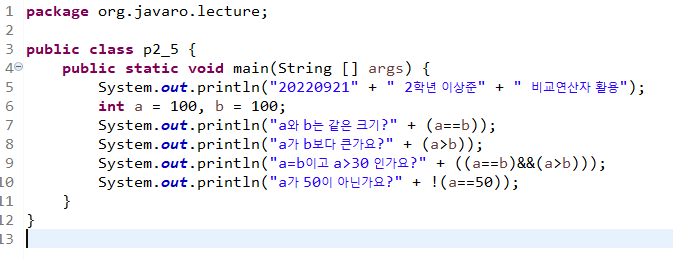 1 package org.javaro.lecture;
2
3 public class p2_5 {
4 public static void main(String [] args) {
5 System.out.println("20220921" + " 2학년 이상준" + " 비교연산자 활용");
6 int a = 100, b = 100;
7 System.out.println("a와 b는 같은 크기?" + (a==b));
8 System.out.println("a가 b보다 큰가요?" + (a>b));
9 System.out.println("a=b이고 a>30 인가요?" + ((a==b)&&(a>b)));
10 System.out.println("a가 50이 아닌가요?" + !(a==50));
11 }
12 }
13